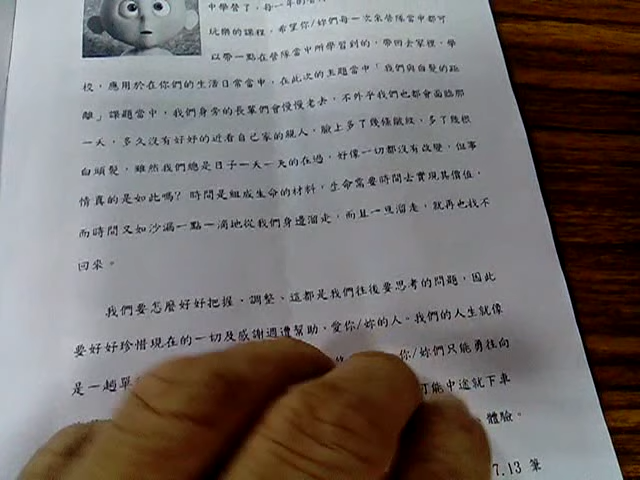 中學營了，每一年的營
玩樂的課程，希望你/妳們每一次來營隊當中都可
以帶一點在營隊當中所學習到的，帶回去家裡、學
校，應用於在你們的生活日常當中，在此次的主題當中「我們與白髮的距
離」課題當中，我們身旁的長輩們會慢慢老去，不外乎我們也都會面臨那
一天，多久沒有好好的近看自己家的親人，臉上多了幾條皺紋，多了幾根
白頭髮，雖然我們總是日子一天一天的在過，好像一切都沒有改變，但事
情真的是如此嗎？時間是組成生命的材料，生命需要時間去實現其價值，
而時間又如沙漏一點一滴地從我們身邊溜走，而且一旦溜走，就再也找不
回來。
我們要怎麼好好把握、調整、這都是我們往後要思考的問題，因此
要好好珍惜現在的一切及感謝週遭幫助、愛你/妳的人。我們的人生就像
是一趟單 你/妳們只能勇往向
可能中途就下車
體驗。
7.13 筆